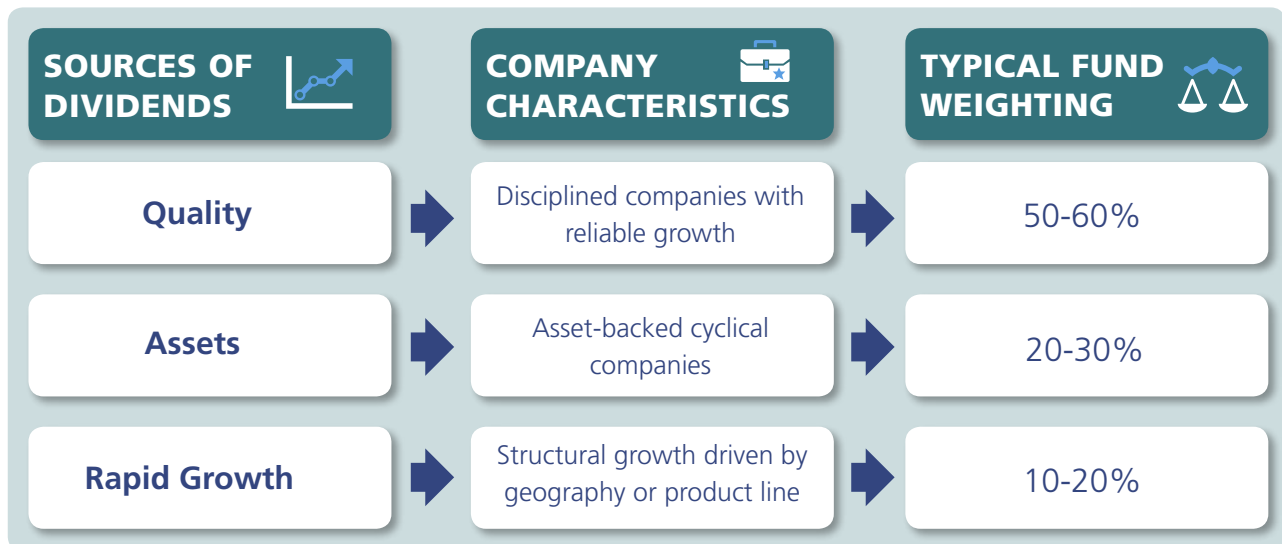 SOURCES OF
DIVIDENDS
COMPANY
CHARACTERISTICS
TYPICAL FUND
WEIGHTING
Quality
Disciplined companies with
reliable growth
50-60%
Assets
Asset-backed cyclical
companies
20-30%
Rapid Growth
Structural growth driven by
geography or product line
10-20%